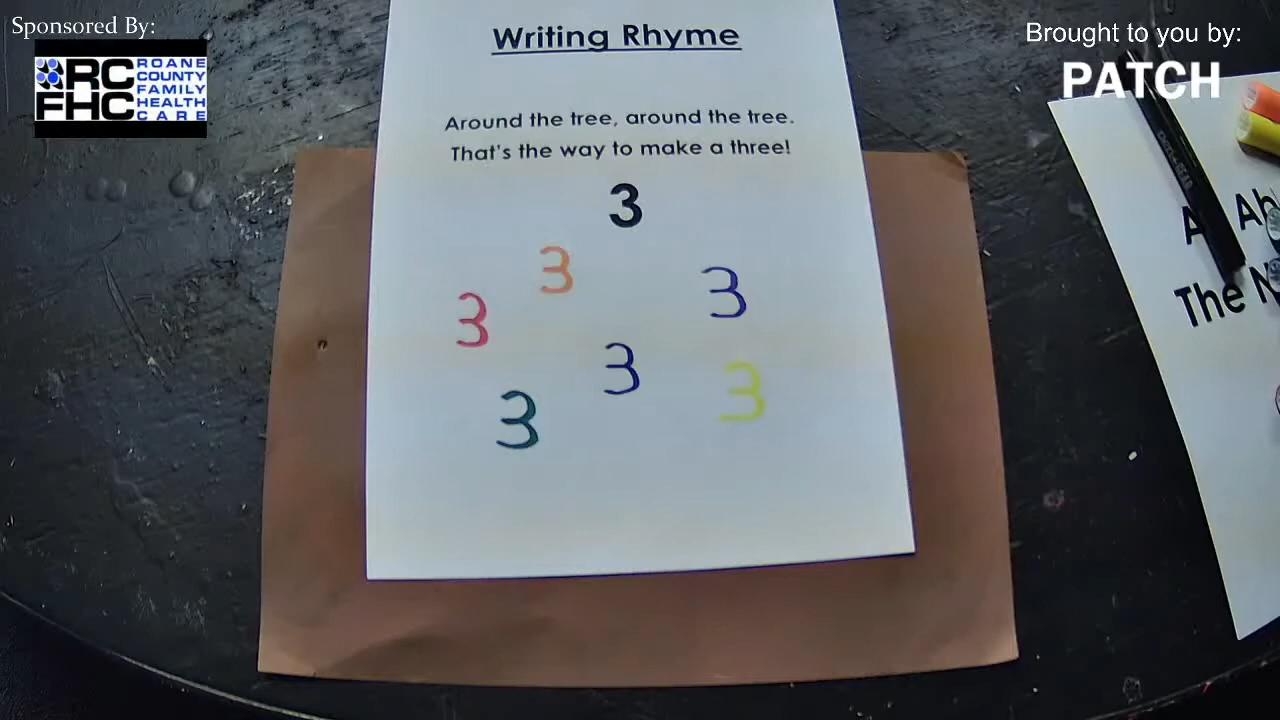 Sponsored By:
RC
FHC
ROANE
COUNTY
FAMILY
HEALTH
CARE
Brought to you by:
PATCH
Writing Rhyme
Around the tree, around the tree.
That's the way to make a three!
3
3
3
3
3
3
3
The